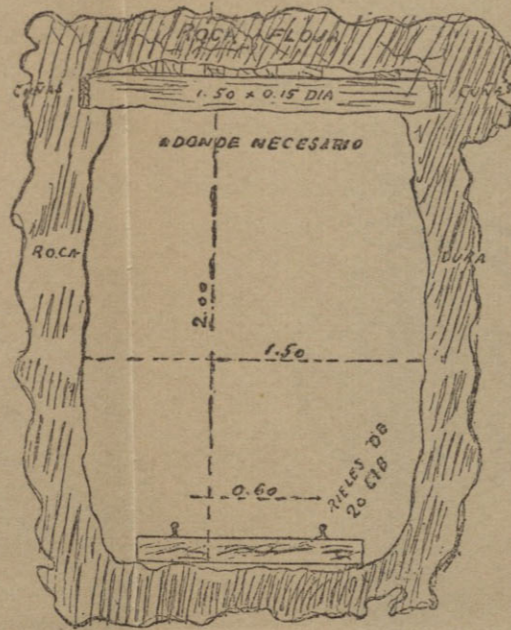 ROCA FLOJA
CUÑAS
1.50 x 0.15 DIA
CUÑAS
ADONDE NECESARIO
ROCA
DURA
2.00
1.50
0.60
RIELES DE
20 LIB